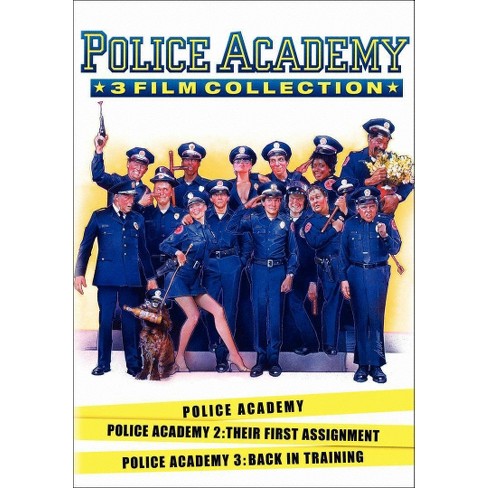 POLICE ACADEMY
★ 3 FILM COLLECTION ★
POLICE ACADEMY
POLICE ACADEMY 2: THEIR FIRST ASSIGNMENT
POLICE ACADEMY 3: BACK IN TRAINING